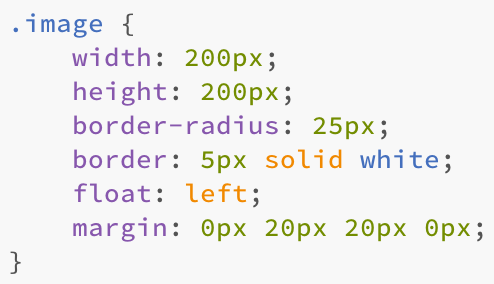 .image {
    width: 200px;
    height: 200px;
    border-radius: 25px;
    border: 5px solid white;
    float: left;
    margin: 0px 20px 20px 0px;
}